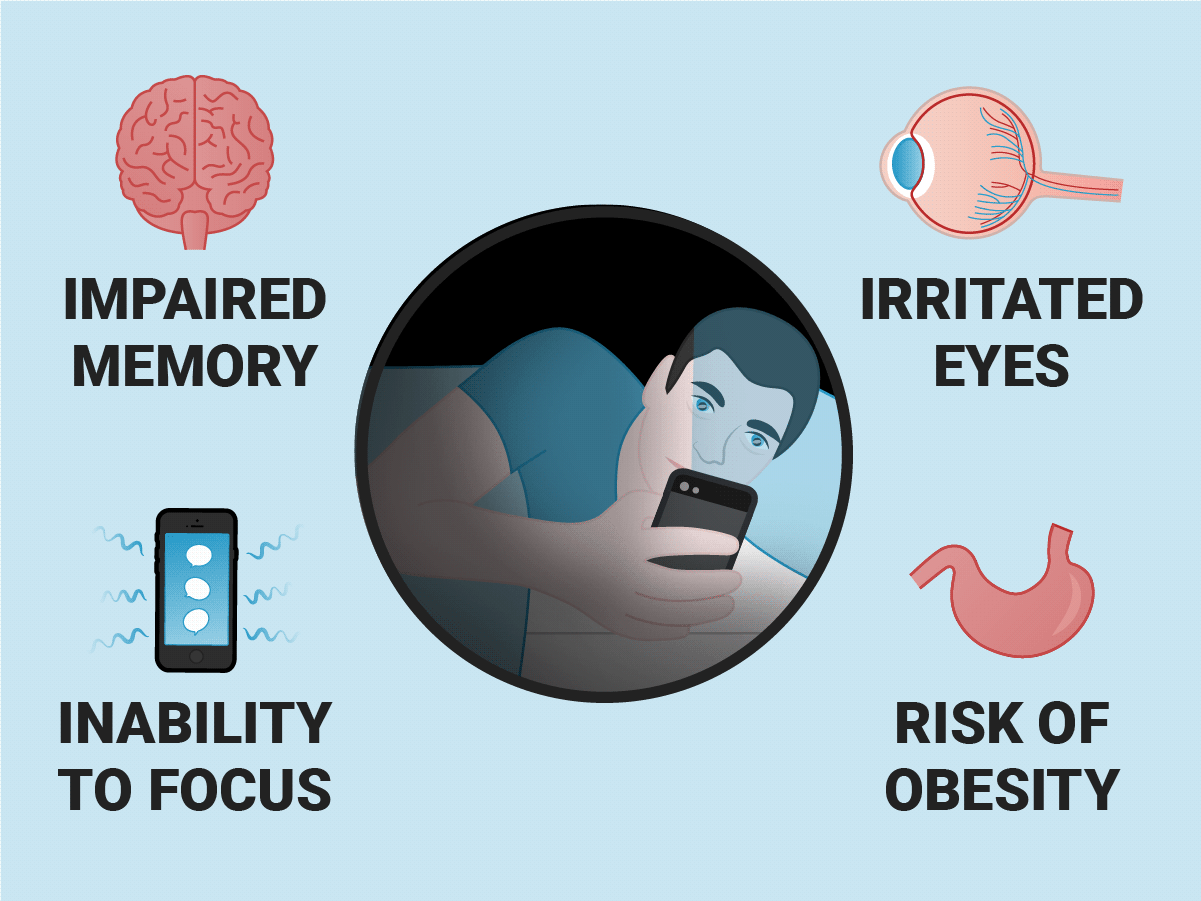 IMPAIRED
MEMORY
IRRITATED
EYES
INABILITY
TO FOCUS
RISK OF
OBESITY